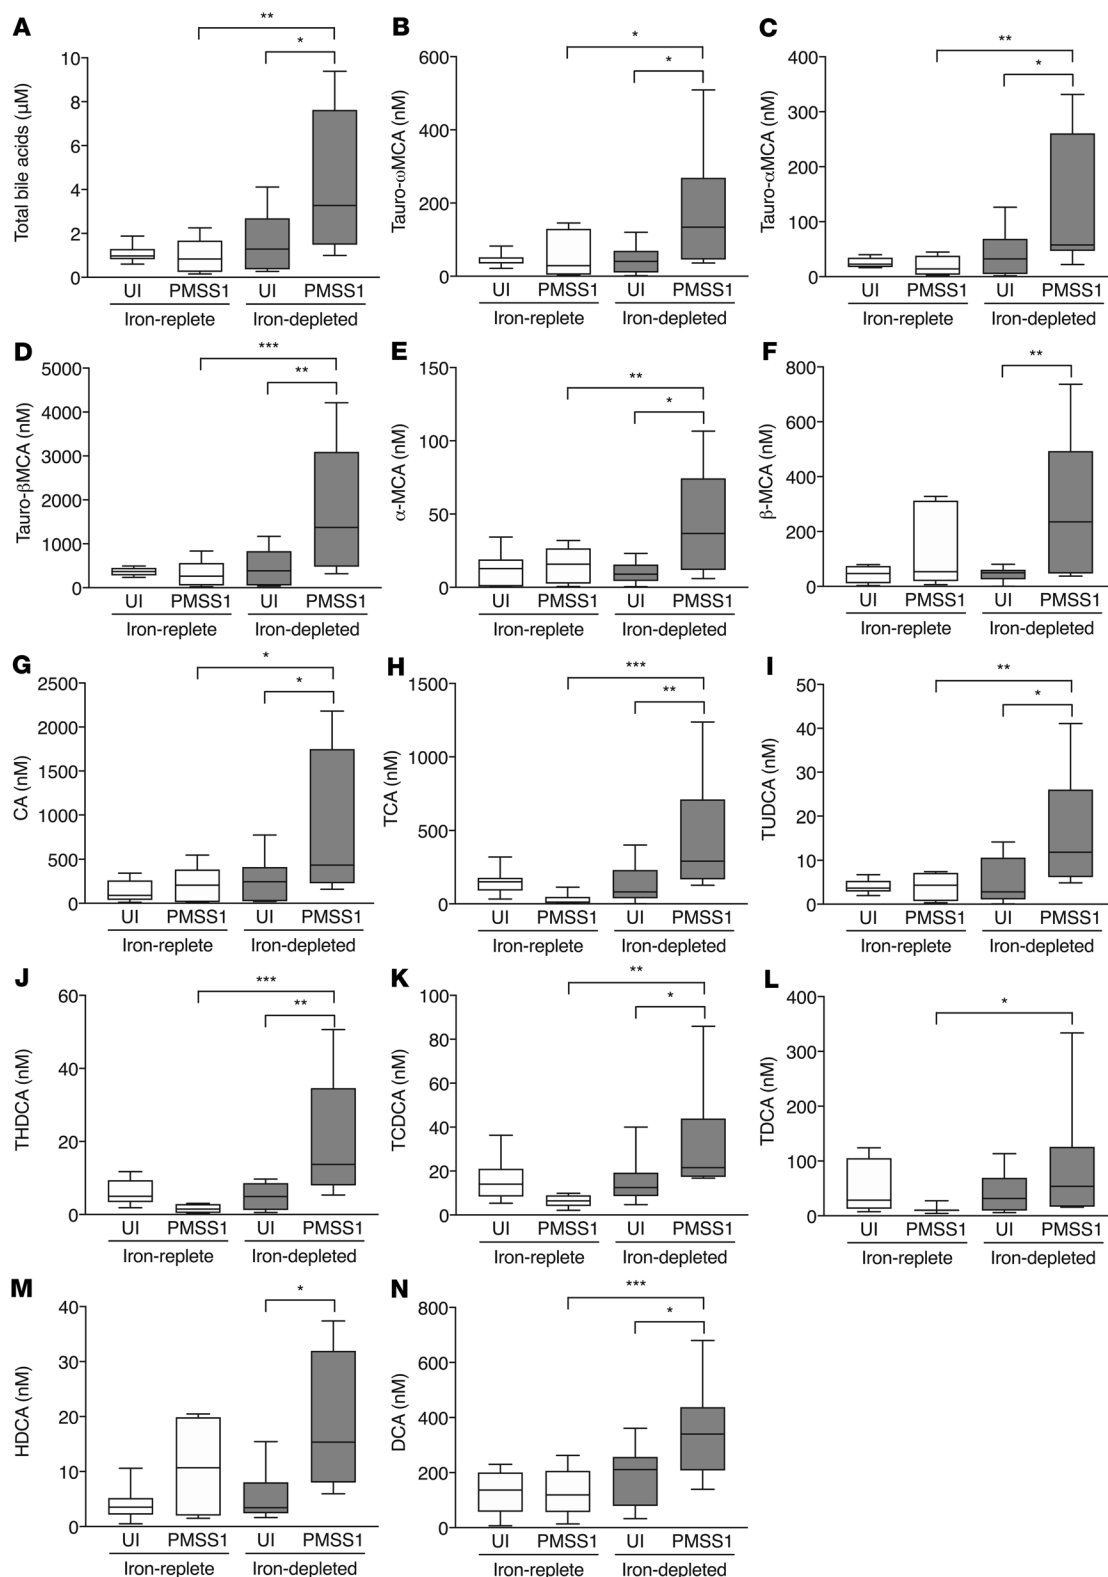 A
**
*
Total bile acids (μM)
10
8
6
4
2
0
UI PMSS1 UI PMSS1
Iron-replete Iron-depleted
B
*
*
Tauro-ωMCA (nM)
600
400
200
0
UI PMSS1 UI PMSS1
Iron-replete Iron-depleted
C
**
*
Tauro-αMCA (nM)
400
300
200
100
0
UI PMSS1 UI PMSS1
Iron-replete Iron-depleted
D
***
**
Tauro-βMCA (nM)
5000
4000
3000
2000
1000
0
UI PMSS1 UI PMSS1
Iron-replete Iron-depleted
E
**
*
α-MCA (nM)
150
100
50
0
UI PMSS1 UI PMSS1
Iron-replete Iron-depleted
F
**
β-MCA (nM)
800
600
400
200
0
UI PMSS1 UI PMSS1
Iron-replete Iron-depleted
G
*
*
CA (nM)
2500
2000
1500
1000
500
0
UI PMSS1 UI PMSS1
Iron-replete Iron-depleted
H
***
**
TCA (nM)
1500
1000
500
0
UI PMSS1 UI PMSS1
Iron-replete Iron-depleted
I
**
*
TUDCA (nM)
50
40
30
20
10
0
UI PMSS1 UI PMSS1
Iron-replete Iron-depleted
J
***
**
THDCA (nM)
60
40
20
0
UI PMSS1 UI PMSS1
Iron-replete Iron-depleted
K
**
*
TCDCA (nM)
100
80
60
40
20
0
UI PMSS1 UI PMSS1
Iron-replete Iron-depleted
L
*
TDCA (nM)
400
300
200
100
0
UI PMSS1 UI PMSS1
Iron-replete Iron-depleted
M
*
HDCA (nM)
40
30
20
10
0
UI PMSS1 UI PMSS1
Iron-replete Iron-depleted
N
***
*
DCA (nM)
800
600
400
200
0
UI PMSS1 UI PMSS1
Iron-replete Iron-depleted